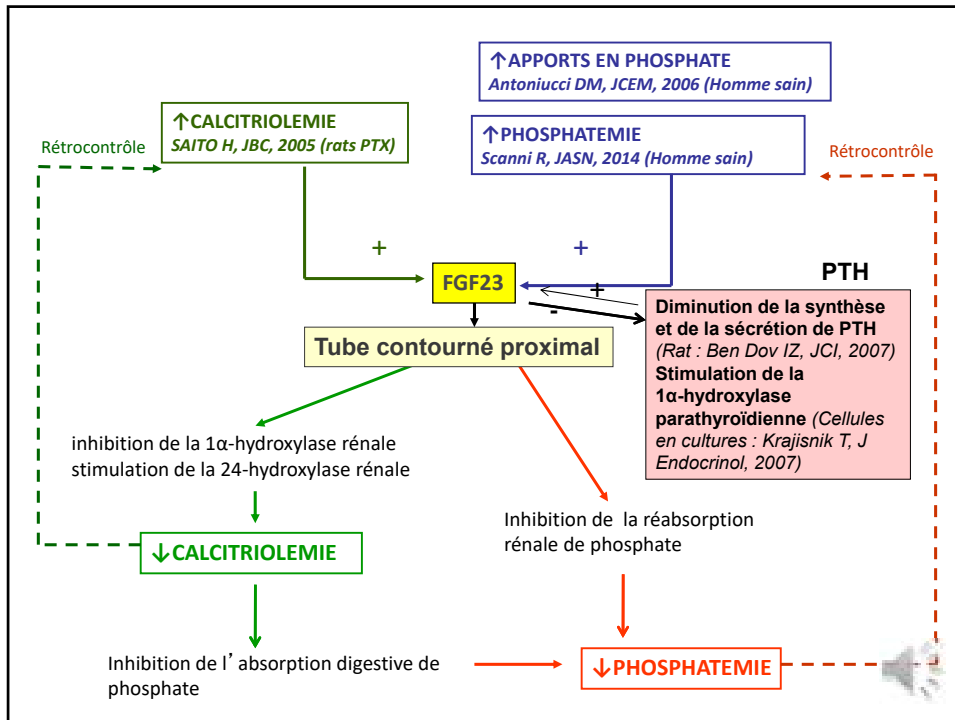 ↑APPORTS EN PHOSPHATE
Antoniucci DM, JCEM, 2006 (Homme sain)
↑CALCITRIOLEMIE
SAITO H, JBC, 2005 (rats PTX)
↑PHOSPHATEMIE
Scanni R, JASN, 2014 (Homme sain)
Rétrocontrôle
Rétrocontrôle
+
+
FGF23
+
-
PTH
Diminution de la synthèse
et de la sécrétion de PTH
(Rat : Ben Dov IZ, JCI, 2007)
Stimulation de la
1α-hydroxylase
parathyroïdienne (Cellules
en cultures : Krajisnik T, J
Endocrinol, 2007)
Tube contourné proximal
inhibition de la 1α-hydroxylase rénale
stimulation de la 24-hydroxylase rénale
Inhibition de la réabsorption
rénale de phosphate
↓CALCITRIOLEMIE
Inhibition de l’absorption digestive de
phosphate
↓PHOSPHATEMIE